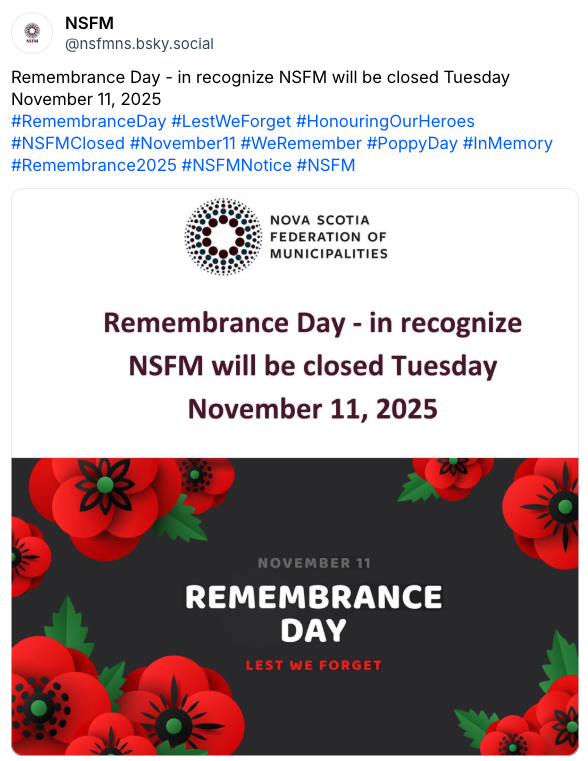 NSFM
@nsfmns.bsky.social
Remembrance Day - in recognize NSFM will be closed Tuesday
November 11, 2025
#RemembranceDay #LestWeForget #HonouringOurHeroes
#NSFMClosed #November11 #WeRemember #PoppyDay #InMemory
#Remembrance2025 #NSFMNotice #NSFM
NOVA SCOTIA
FEDERATION OF
MUNICIPALITIES
Remembrance Day - in recognize
NSFM will be closed Tuesday
November 11, 2025
NOVEMBER 11
REMEMBRANCE
DAY
LEST WE FORGET